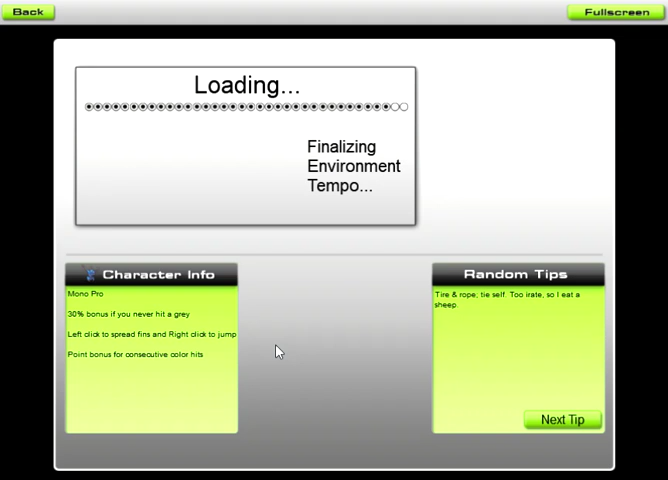 Back
Fullscreen
Loading...
Finalizing
Environment
Tempo...
Character Info
Mono Pro
30% bonus if you never hit a grey
Left click to spread fins and Right click to jump
Point bonus for consecutive color hits
Random Tips
Tire & rope; tie self. Too irate, so I eat a
sheep.
Next Tip